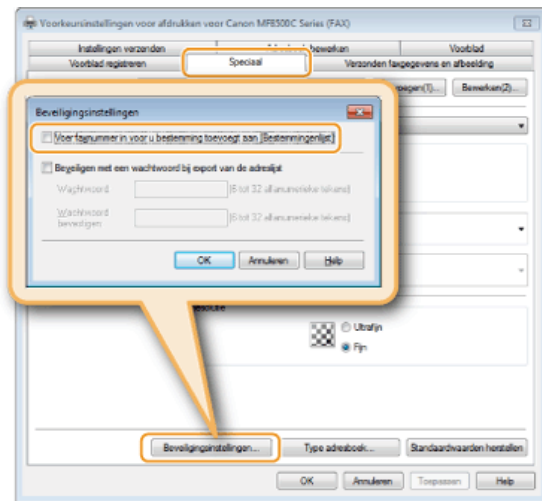 Voorkeursinstellingen voor afdrukken voor Canon MF8500C Series (FAX)
Instellingen verzenden bewerken Voorblad
Voorblad registreren Speciaal Verzonden faxgegevens en afbeelding
Bewerken(2)...
Beveiligingsinstellingen
Voer faxnummer in voor u bestemming toevoegt aan [Bestemmingenlijst]
Beveiligen met een wachtwoord bij export van de adreslijst
Wachtwoord (6 tot 32 alfanumerieke tekens)
Wachtwoord (6 tot 32 alfanumerieke tekens)
bevestigen:
OK Annuleren Help
Ultrafijn
Fijn
Beveiligingsinstellingen... Type adresboek... Standaardwaarden herstellen
OK Annuleren Toepassen Help